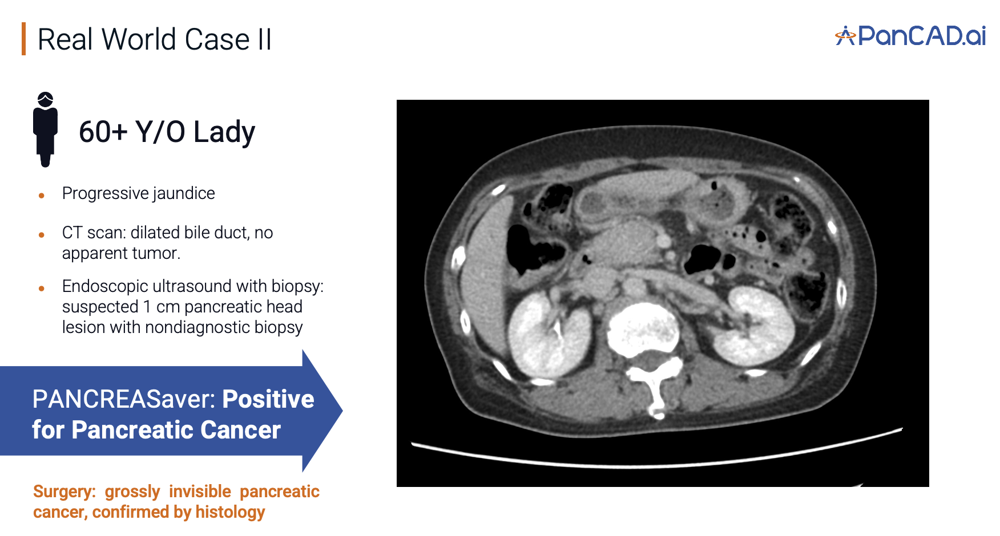 Real World Case II
PanCAD.ai
60+ Y/O Lady
• Progressive jaundice
• CT scan: dilated bile duct, no
apparent tumor.
• Endoscopic ultrasound with biopsy:
suspected 1 cm pancreatic head
lesion with nondiagnostic biopsy
PANCREASaver: Positive
for Pancreatic Cancer
Surgery: grossly invisible pancreatic
cancer, confirmed by histology